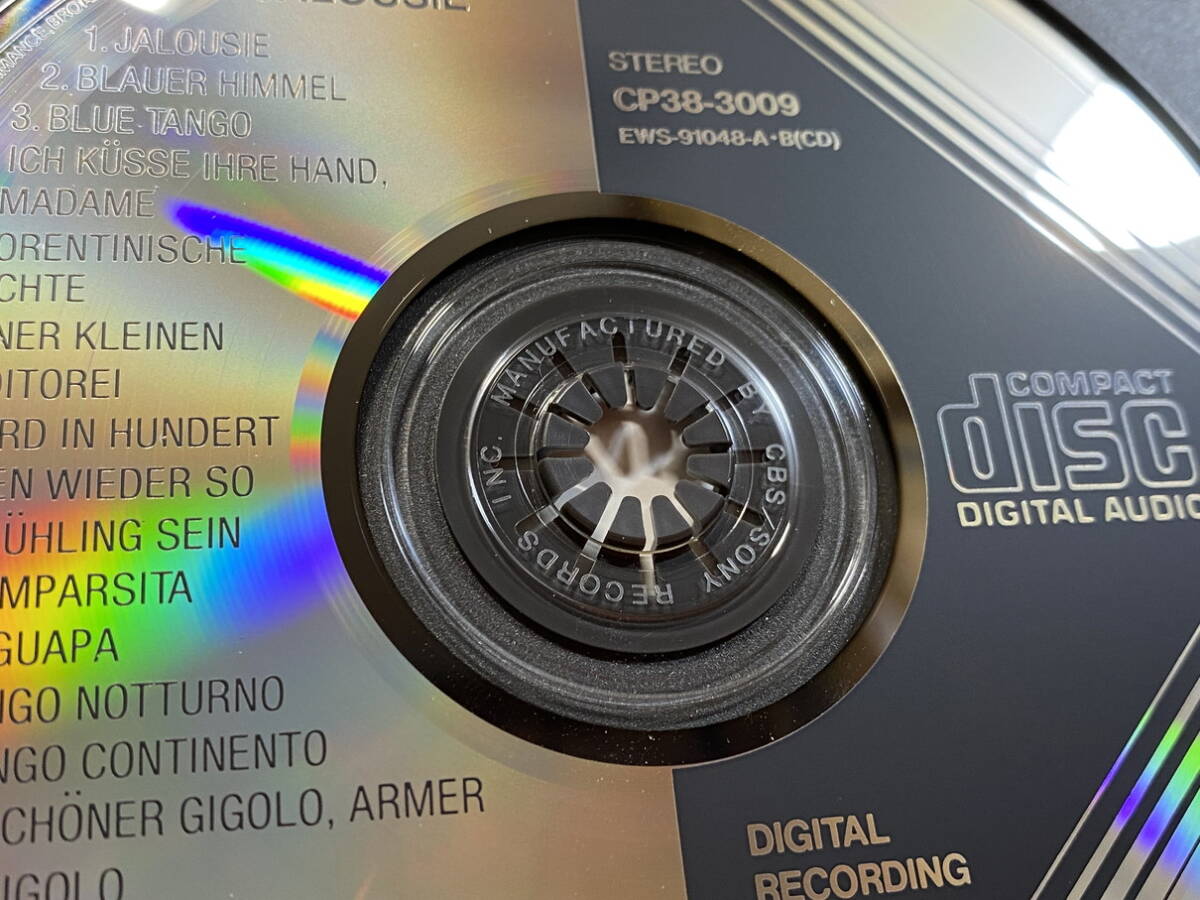 1. JALOUSIE
2. BLAUER HIMMEL
3. BLUE TANGO
ICH KÜSSE IHRE HAND,
MADAME
ORENTINISCHE
CHTE
NER KLEINEN
DITOREI
RD IN HUNDERT
EN WIEDER SO
ÜHLING SEIN
MPARSITA
GUAPA
NGO NOTTURNO
NGO CONTINENTO
CHÖNER GIGOLO, ARMER
IGOLO
STEREO
CP38-3009
EWS-91048-A・B(CD)
MANUFACTURED BY CBS/SONY RECORDS INC.
COMPACT
disc
DIGITAL AUDIO
DIGITAL
RECORDING